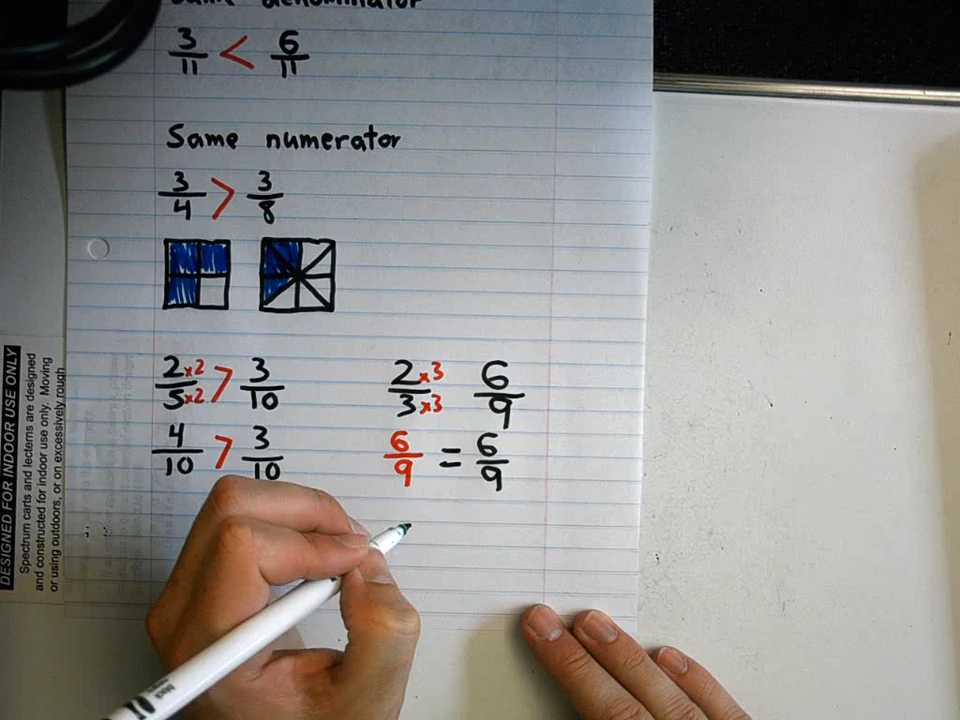 Same denominator
3/11 < 6/11
Same numerator
3/4 > 3/8
2×2/5×2 > 3/10
4/10 > 3/10
2×3/3×3 6/9
6/9 = 6/9
DESIGNED FOR INDOOR USE ONLY
Spectrum carts and lecterns are designed
and constructed for indoor use only. Moving
or using outdoors, or on excessively rough